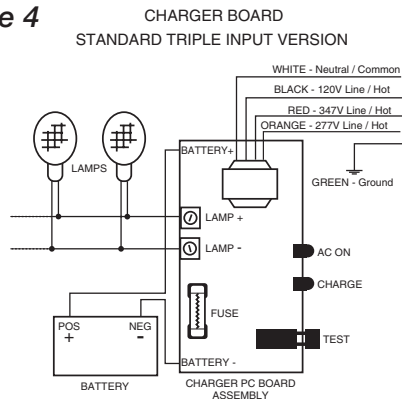 e 4
CHARGER BOARD
STANDARD TRIPLE INPUT VERSION
WHITE - Neutral / Common
BLACK - 120V Line / Hot
RED - 347V Line / Hot
ORANGE - 277V Line / Hot
BATTERY+
LAMPS
GREEN - Ground
LAMP +
LAMP -
AC ON
CHARGE
FUSE
POS
+
NEG
-
TEST
BATTERY -
BATTERY
CHARGER PC BOARD
ASSEMBLY